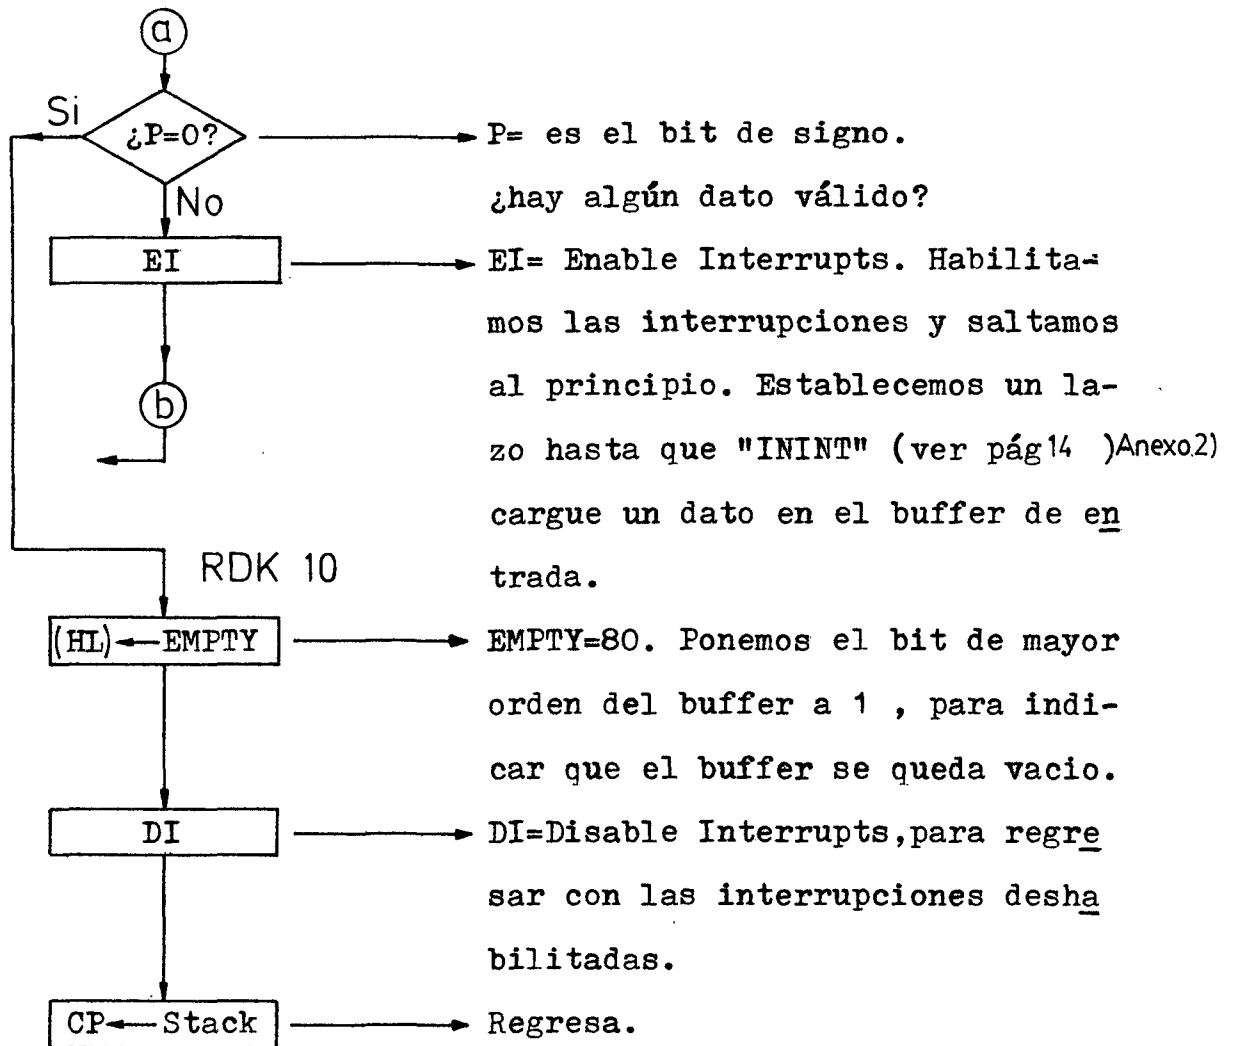 a
Si
¿P=0?
P= es el bit de signo.
¿hay algún dato válido?
No
EI
EI= Enable Interrupts. Habilita-
mos las interrupciones y saltamos
al principio. Establecemos un la-
b
zo hasta que "ININT" (ver pág14 )Anexo2)
cargue un dato en el buffer de en
trada.
RDK 10
(HL)←EMPTY
EMPTY=80. Ponemos el bit de mayor
orden del buffer a 1 , para indi-
car que el buffer se queda vacio.
DI
DI=Disable Interrupts,para regre
sar con las interrupciones desha
bilitadas.
CP←Stack
Regresa.